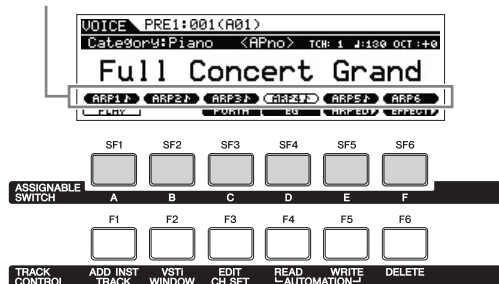 VOICE PRE1:001(A01)
Category:Piano <APno> TCH: 1 ♩:130 OCT:+0
Full Concert Grand
ARP1♪ ARP2♪ ARP3♪ ARP4♪ ARP5♪ ARP6
PLAY PORTA EG ARP ED♪ EFFECT♪
SF1 SF2 SF3 SF4 SF5 SF6
ASSIGNABLE
SWITCH A B C D E F
F1 F2 F3 F4 F5 F6
TRACK ADD INST VSTi EDIT READ WRITE DELETE
CONTROL TRACK WINDOW CH SET AUTOMATION